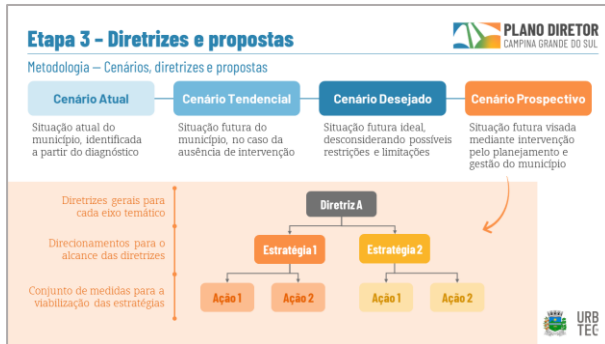 Etapa 3 – Diretrizes e propostas
PLANO DIRETOR
CAMPINA GRANDE DO SUL
Metodologia – Cenários, diretrizes e propostas
Cenário Atual
Situação atual do
município, identificada
a partir do diagnóstico
Cenário Tendencial
Situação futura do
município, no caso da
ausência de intervenção
Cenário Desejado
Situação futura ideal,
desconsiderando possíveis
restrições e limitações
Cenário Prospectivo
Situação futura visada
mediante intervenção
pelo planejamento e
gestão do município
Diretrizes gerais para
cada eixo temático
Diretriz A
Direcionamentos para o
alcance das diretrizes
Estratégia 1
Estratégia 2
Conjunto de medidas para a
viabilização das estratégias
Ação 1
Ação 2
Ação 1
Ação 2
URB
TEC